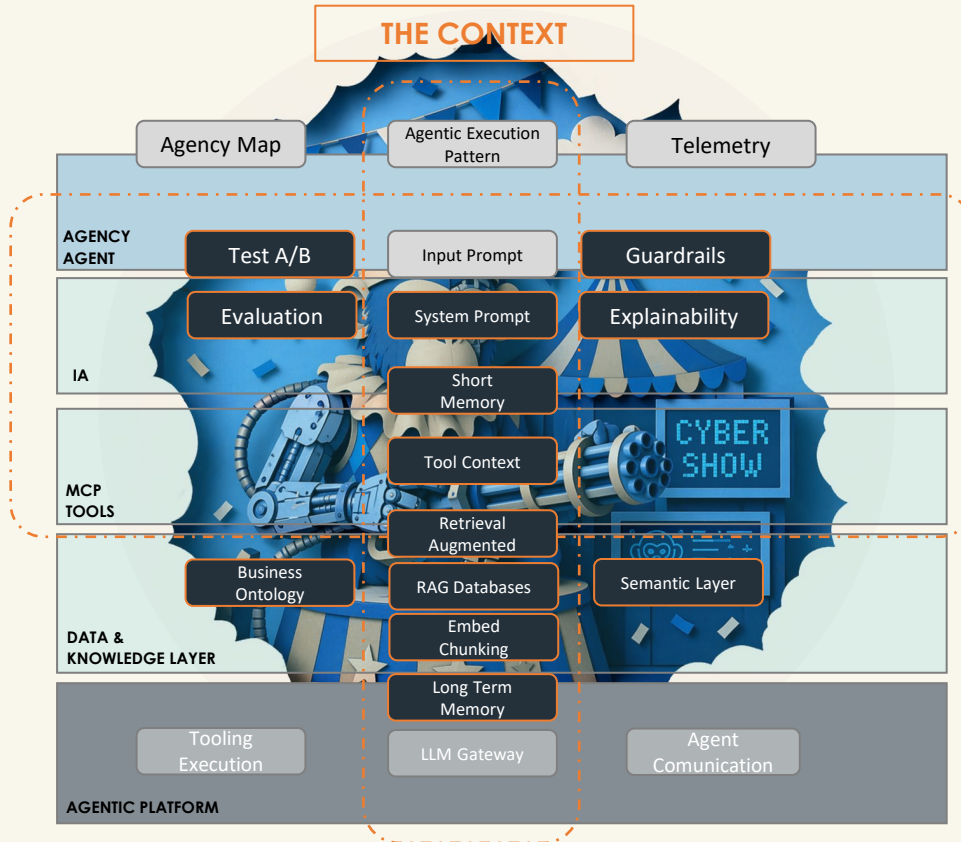 THE CONTEXT
Agency Map
Agentic Execution
Pattern
Telemetry
AGENCY
AGENT
Test A/B
Input Prompt
Guardrails
Evaluation
System Prompt
Explainability
IA
Short
Memory
CYBER
SHOW
Tool Context
MCP
TOOLS
Retrieval
Augmented
Business
Ontology
RAG Databases
Semantic Layer
Embed
Chunking
DATA &
KNOWLEDGE LAYER
Long Term
Memory
Tooling
Execution
LLM Gateway
Agent
Comunication
AGENTIC PLATFORM